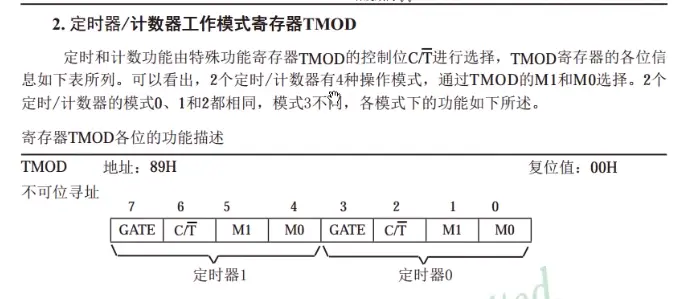 2. 定时器/计数器工作模式寄存器TMOD
定时和计数功能由特殊功能寄存器TMOD的控制位C/T̅进行选择，TMOD寄存器的各位信
息如下表所列。可以看出，2个定时/计数器有4种操作模式，通过TMOD的M1和M0选择。2个
定时/计数器的模式0、1和2都相同，模式3不同，各模式下的功能如下所述。
寄存器TMOD各位的功能描述
TMOD 地址：89H 复位值：00H
不可位寻址
7 6 5 4 3 2 1 0
GATE C/T̅ M1 M0 GATE C/T̅ M1 M0
定时器1 定时器0